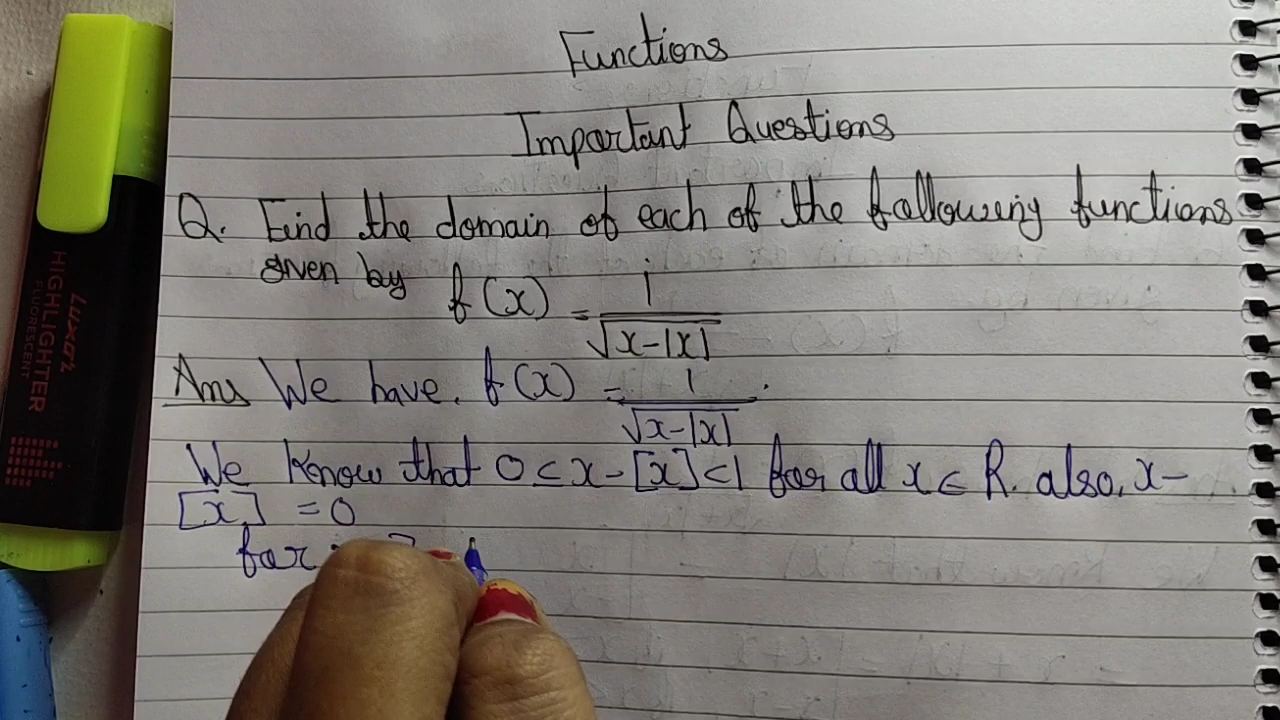 Functions
Important Questions
Q. Find the domain of each of the following functions
given by f(x) = 1/√x-|x|
Ans We have, f(x) = 1/√x-|x|.
We know that 0 ≤ x-[x] < 1 for all x ∈ R. also, x-
[x] = 0
for
Luxor
HIGHLIGHTER
FLUORESCENT